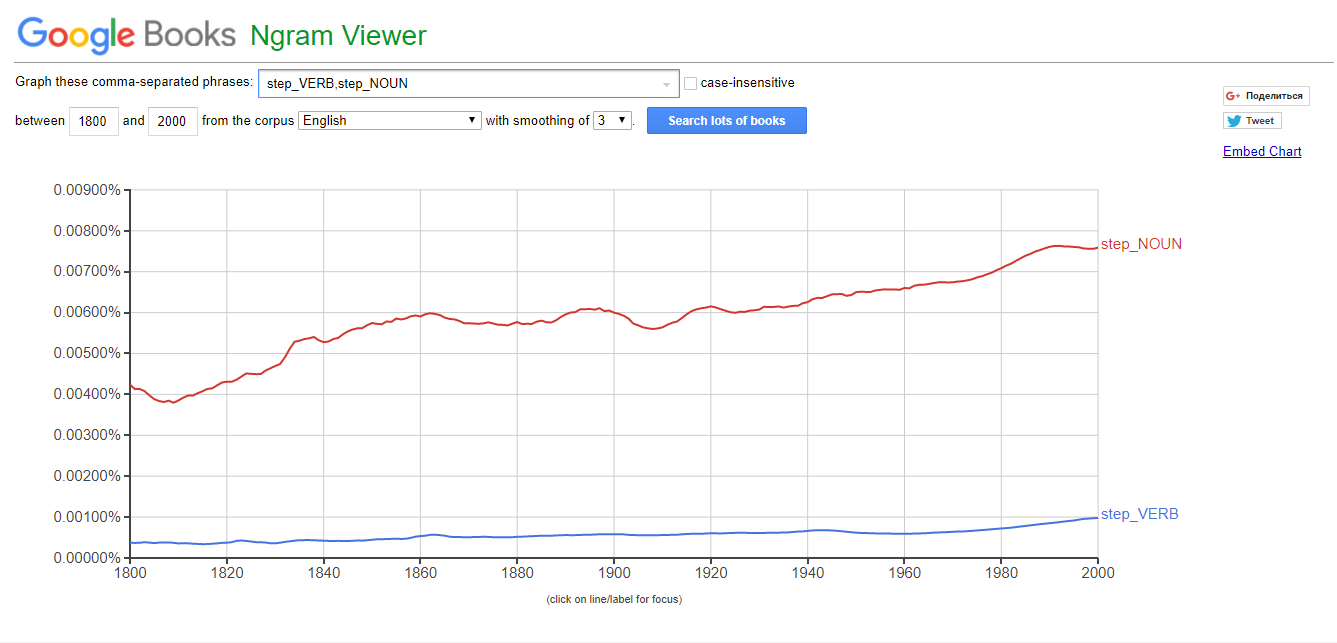 Google Books Ngram Viewer
Graph these comma-separated phrases: step_VERB,step_NOUN case-insensitive
between 1800 and 2000 from the corpus English with smoothing of 3 . Search lots of books
G+ Поделиться
Tweet
Embed Chart
0.00900%
0.00800%
0.00700%
0.00600%
0.00500%
0.00400%
0.00300%
0.00200%
0.00100%
0.00000%
step_NOUN
step_VERB
1800 1820 1840 1860 1880 1900 1920 1940 1960 1980 2000
(click on line/label for focus)